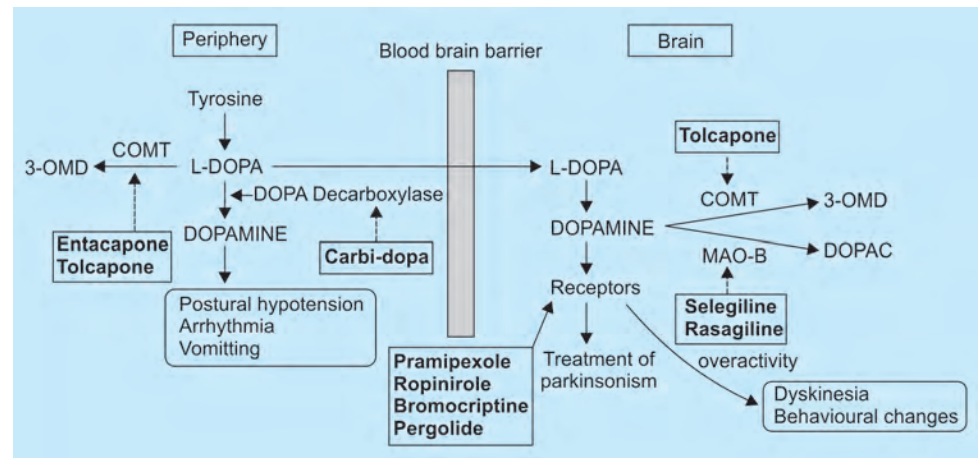 Periphery
Blood brain barrier
Brain
Tyrosine
Tolcapone
COMT
3-OMD
L-DOPA
L-DOPA
COMT
3-OMD
DOPA Decarboxylase
DOPAMINE
DOPAMINE
MAO-B
DOPAC
Entacapone
Tolcapone
Carbi-dopa
Receptors
Selegiline
Rasagiline
Postural hypotension
Arrhythmia
Vomitting
Pramipexole
Ropinirole
Bromocriptine
Pergolide
Treatment of
parkinsonism
overactivity
Dyskinesia
Behavioural changes